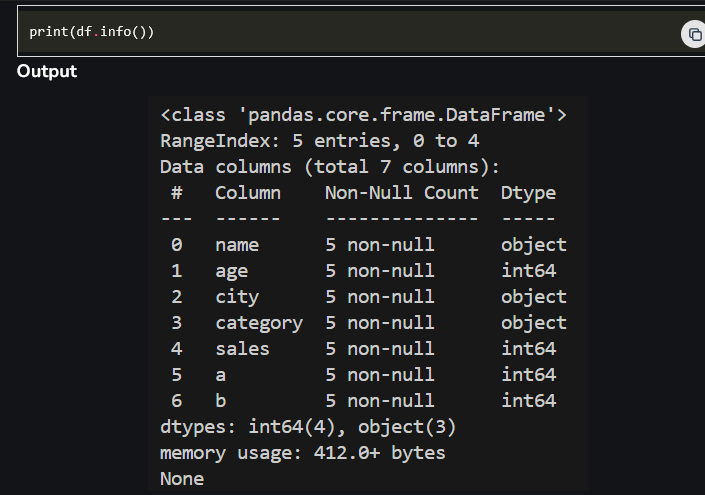 print(df.info())
Output
<class 'pandas.core.frame.DataFrame'>
RangeIndex: 5 entries, 0 to 4
Data columns (total 7 columns):
 #   Column    Non-Null Count  Dtype
---  ------    --------------  -----
 0   name      5 non-null      object
 1   age       5 non-null      int64
 2   city      5 non-null      object
 3   category  5 non-null      object
 4   sales     5 non-null      int64
 5   a         5 non-null      int64
 6   b         5 non-null      int64
dtypes: int64(4), object(3)
memory usage: 412.0+ bytes
None